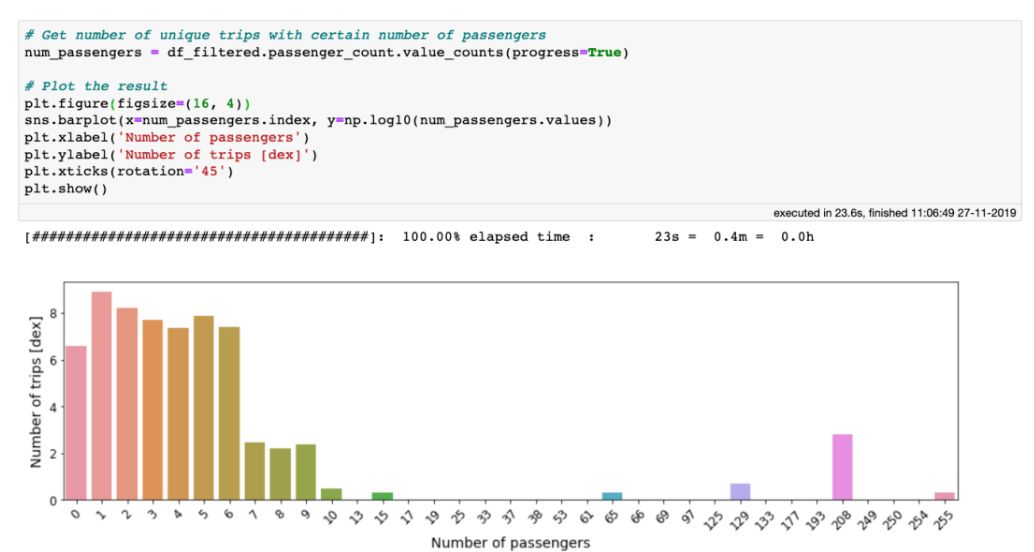 # Get number of unique trips with certain number of passengers
num_passengers = df_filtered.passenger_count.value_counts(progress=True)
# Plot the result
plt.figure(figsize=(16, 4))
sns.barplot(x=num_passengers.index, y=np.log10(num_passengers.values))
plt.xlabel('Number of passengers')
plt.ylabel('Number of trips [dex]')
plt.xticks(rotation='45')
plt.show()
executed in 23.6s, finished 11:06:49 27-11-2019
[########################################]: 100.00% elapsed time : 23s = 0.4m = 0.0h
Number of trips [dex]
8
6
4
2
0
0 1 2 3 4 5 6 7 8 9 10 13 15 17 19 25 33 37 38 53 61 65 66 69 97 125 129 133 177 193 208 249 250 254 255
Number of passengers